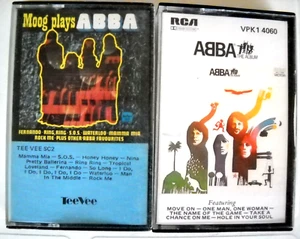 Moog plays ABBA
FERNANDO · RING, RING · S.O.S. · WATERLOO · MAMMA MIA
ROCK ME · PLUS OTHER ABBA FAVOURITES
TEE VEE SC2
Mamma Mia — S.O.S. — Honey Honey — Nina
Pretty Ballerina — Ring Ring — Tropical
Loveland — Fernando — So Long — I Do,
I Do, I Do, I Do, I Do — Waterloo — Man
In The Middle — Rock Me
TeeVee
RCA
VPK1 4060
ABBA
THE ALBUM
ABBA
Featuring
MOVE ON — ONE MAN, ONE WOMAN —
THE NAME OF THE GAME — TAKE A
CHANCE ON ME — HOLE IN YOUR SOUL